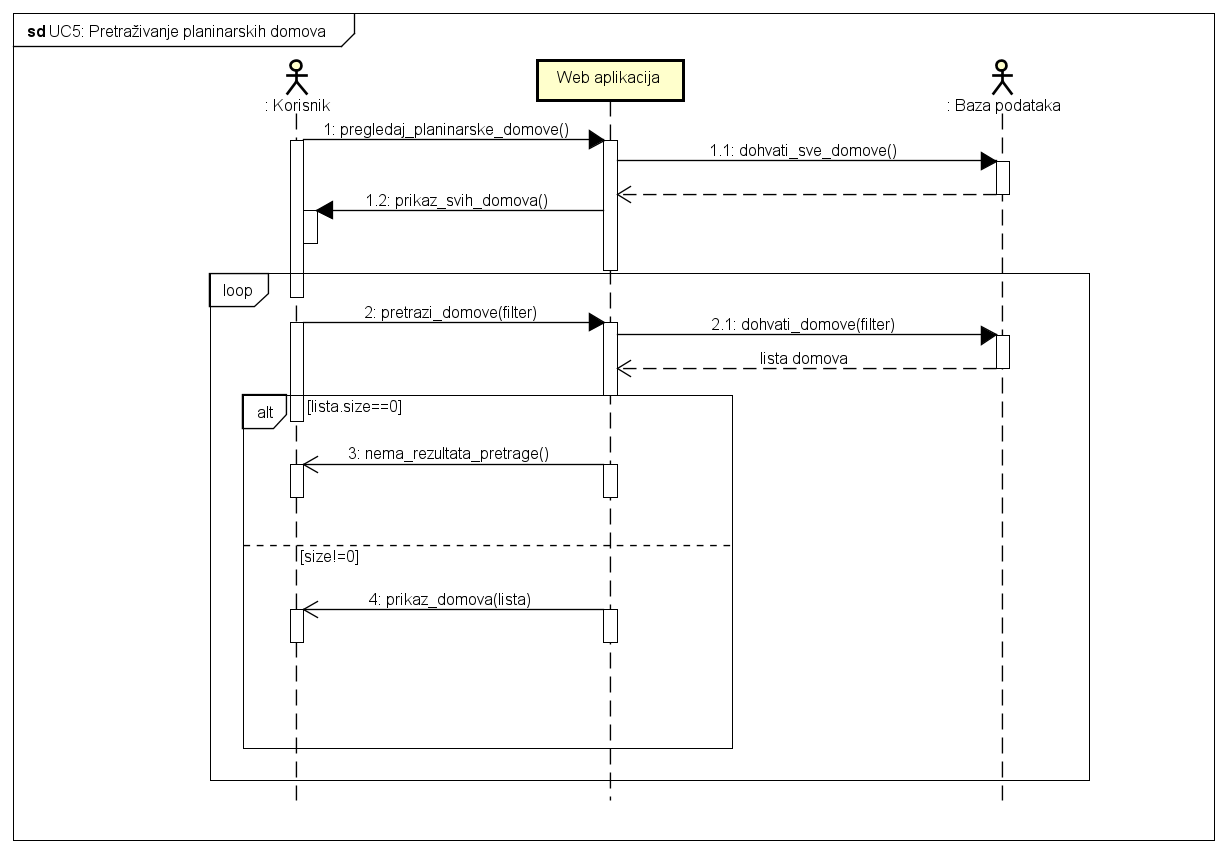 sd UC5: Pretraživanje planinarskih domova
Web aplikacija
: Korisnik
: Baza podataka
1: pregledaj_planinarske_domove()
1.1: dohvati_sve_domove()
1.2: prikaz_svih_domova()
loop
2: pretrazi_domove(filter)
2.1: dohvati_domove(filter)
lista domova
alt
[lista.size==0]
3: nema_rezultata_pretrage()
[size!=0]
4: prikaz_domova(lista)